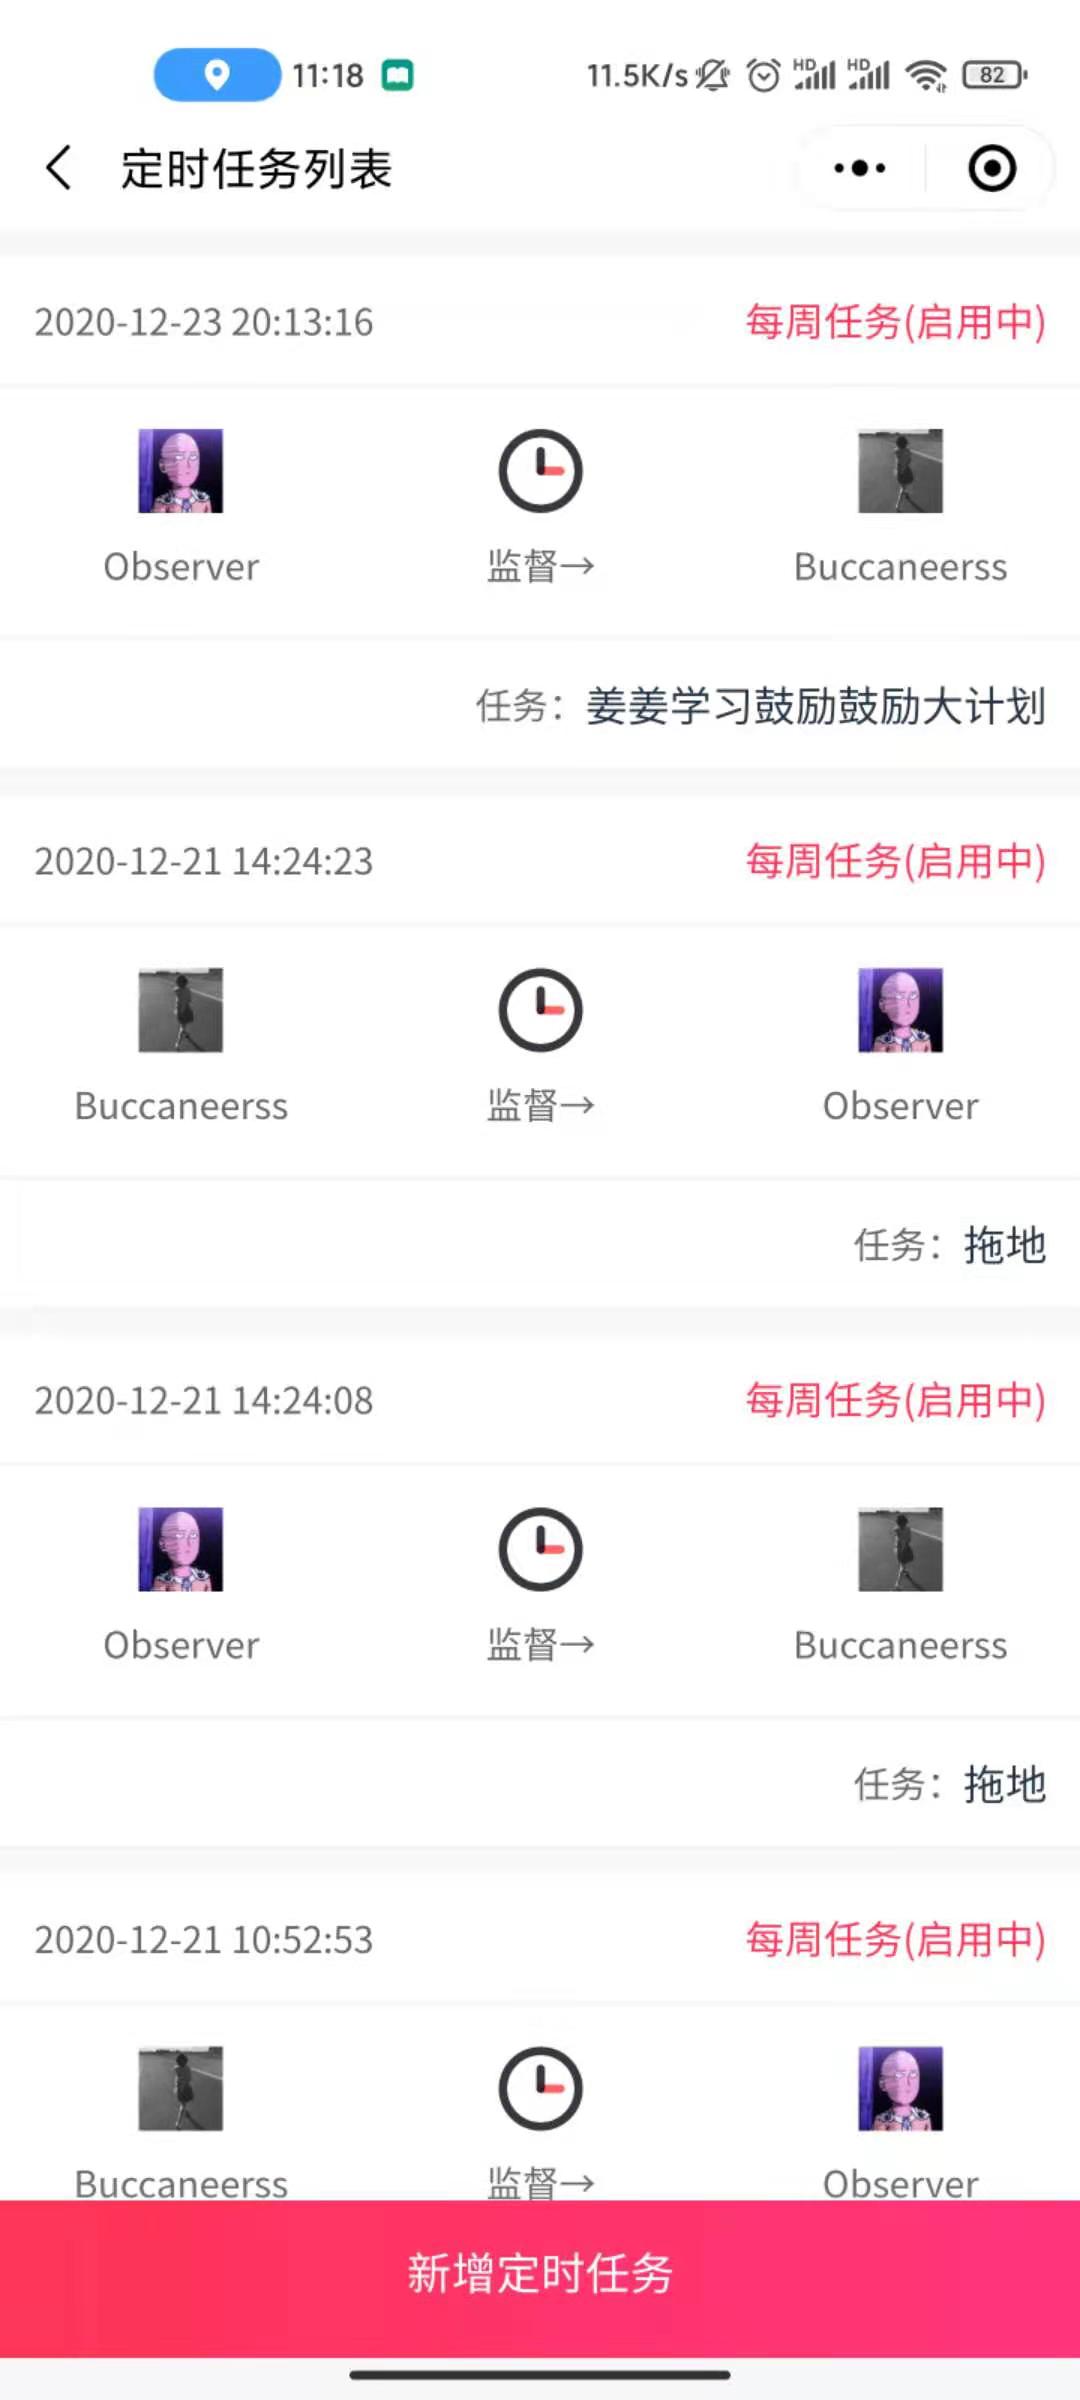 11:18 11.5K/s HD HD 82
定时任务列表
2020-12-23 20:13:16 每周任务(启用中)
Observer 监督→ Buccaneerss
任务：姜姜学习鼓励鼓励大计划
2020-12-21 14:24:23 每周任务(启用中)
Buccaneerss 监督→ Observer
任务：拖地
2020-12-21 14:24:08 每周任务(启用中)
Observer 监督→ Buccaneerss
任务：拖地
2020-12-21 10:52:53 每周任务(启用中)
Buccaneerss 监督→ Observer
新增定时任务